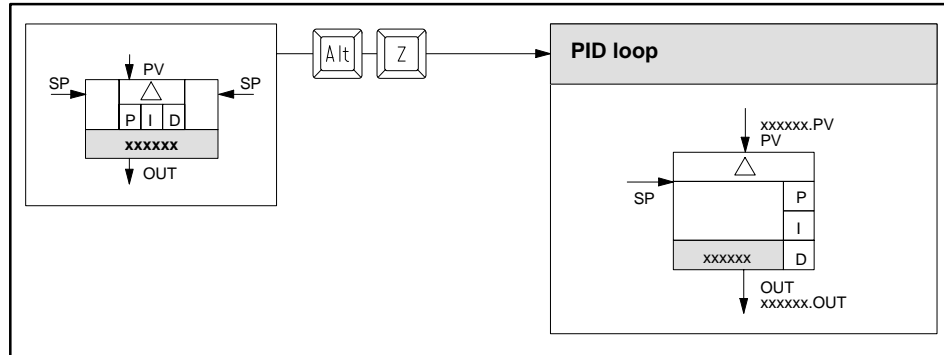 PV
SP
SP
△
P I D
xxxxxx
OUT
Alt
Z
PID loop
xxxxxx.PV
PV
△
SP
P
I
xxxxxx
D
OUT
xxxxxx.OUT